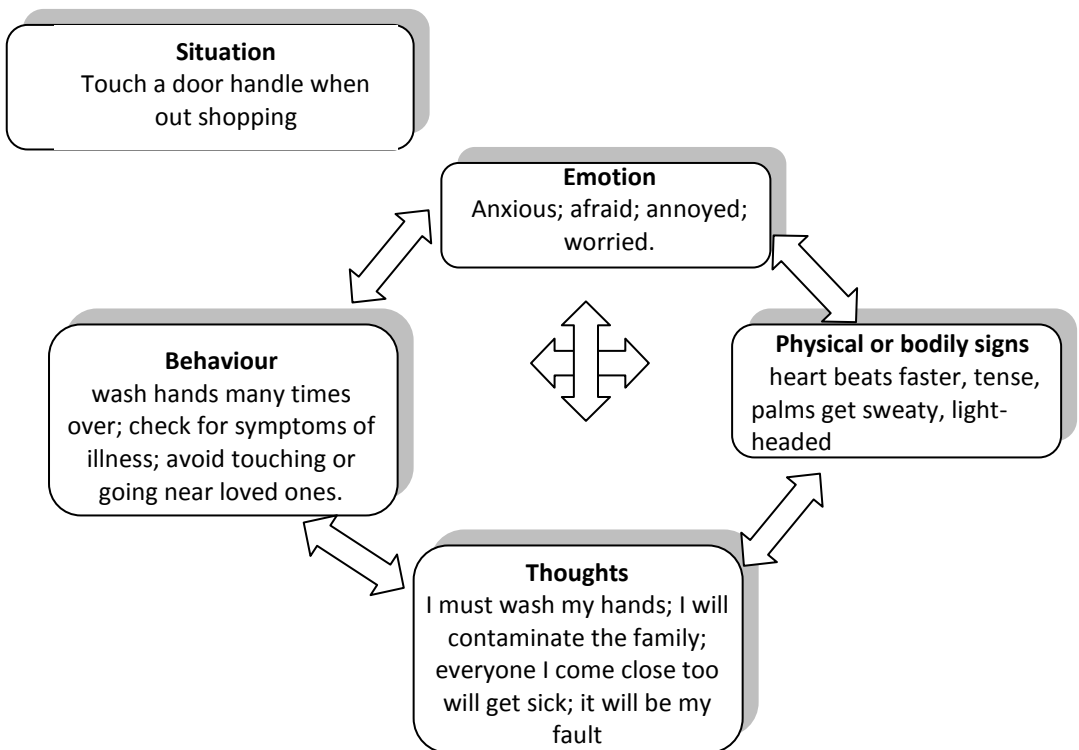 Situation
Touch a door handle when
out shopping
Emotion
Anxious; afraid; annoyed;
worried.
Behaviour
wash hands many times
over; check for symptoms of
illness; avoid touching or
going near loved ones.
Physical or bodily signs
heart beats faster, tense,
palms get sweaty, light-
headed
Thoughts
I must wash my hands; I will
contaminate the family;
everyone I come close too
will get sick; it will be my
fault